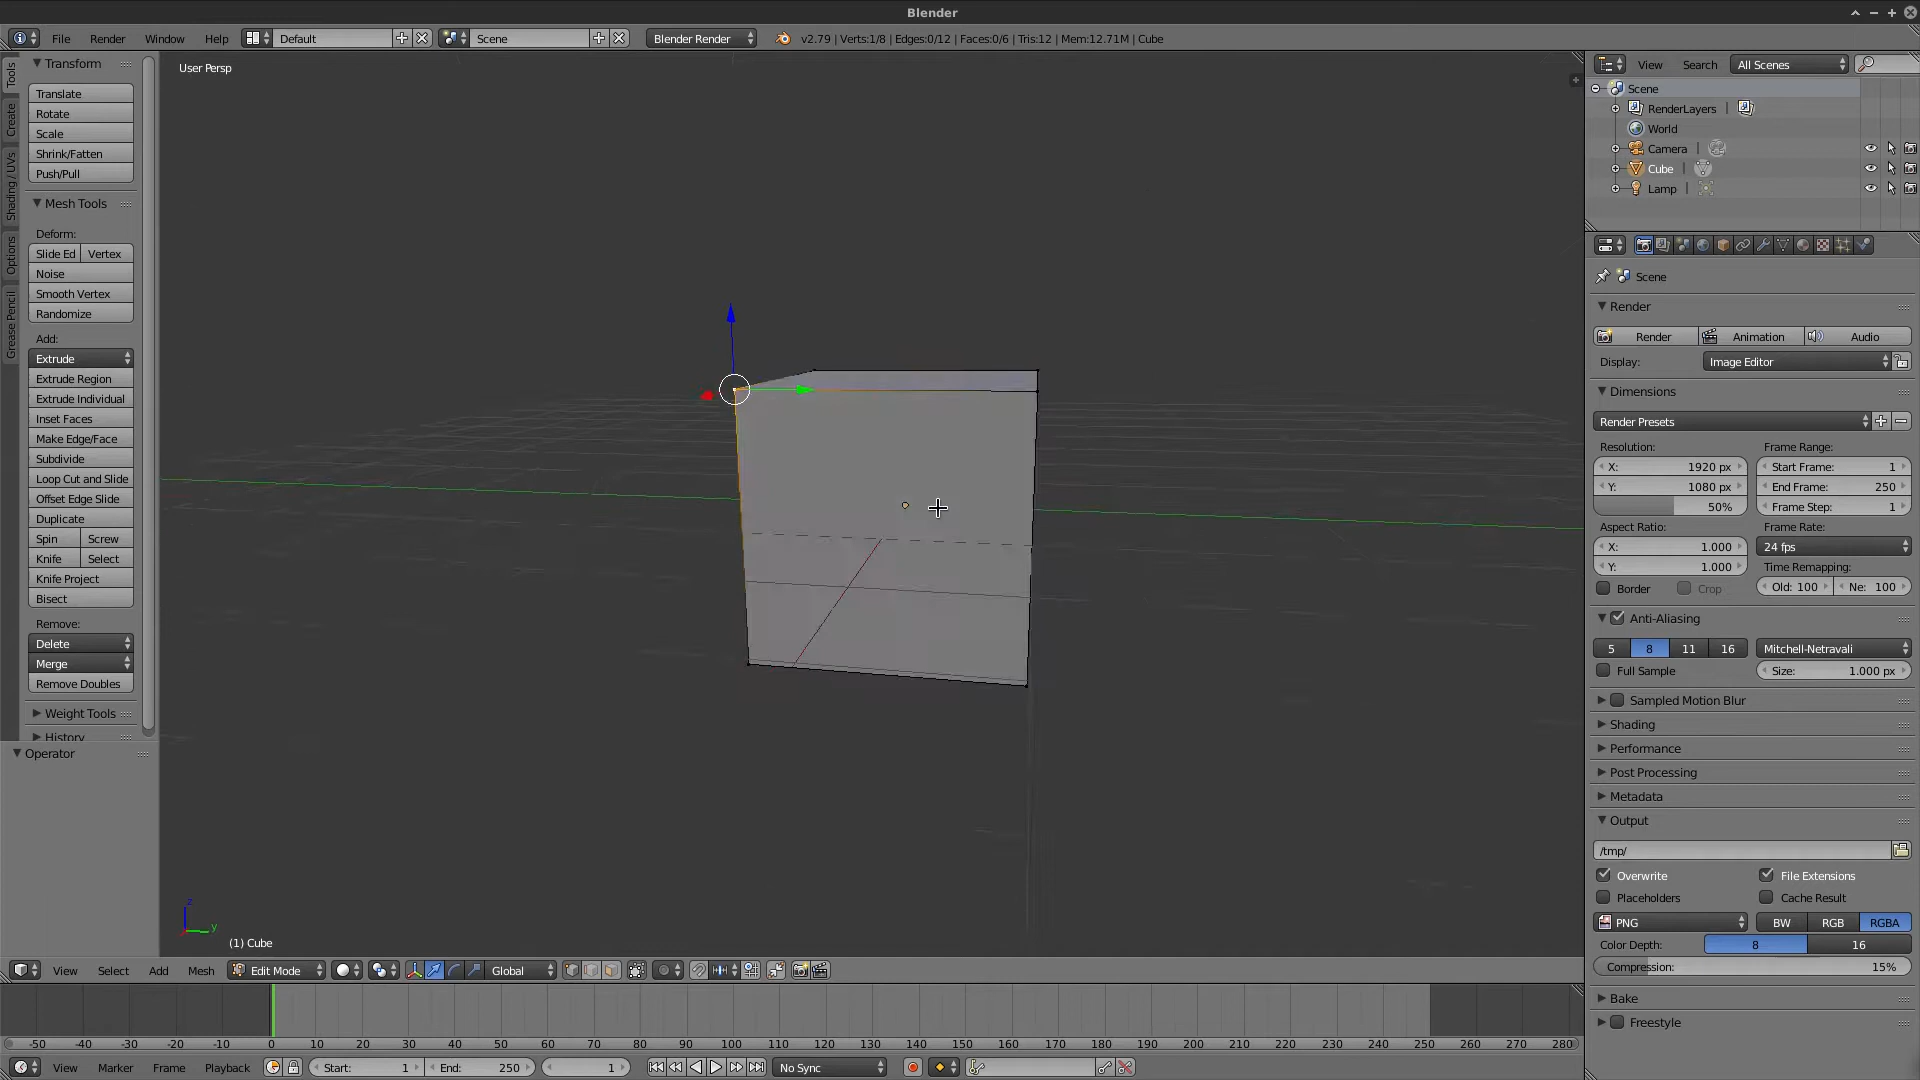 Blender
File Render Window Help Default Scene Blender Render v2.79 | Verts:1/8 | Edges:0/12 | Faces:0/6 | Tris:12 | Mem:12.71M | Cube
Tools
Create
Shading / UVs
Options
Grease Pencil
Transform
Translate
Rotate
Scale
Shrink/Fatten
Push/Pull
Mesh Tools
Deform:
Slide Ed Vertex
Noise
Smooth Vertex
Randomize
Add:
Extrude
Extrude Region
Extrude Individual
Inset Faces
Make Edge/Face
Subdivide
Loop Cut and Slide
Offset Edge Slide
Duplicate
Spin Screw
Knife Select
Knife Project
Bisect
Remove:
Delete
Merge
Remove Doubles
Weight Tools
History
Operator
User Persp
z
y
(1) Cube
View Select Add Mesh Edit Mode Global
-50 -40 -30 -20 -10 0 10 20 30 40 50 60 70 80 90 100 110 120 130 140 150 160 170 180 190 200 210 220 230 240 250 260 270 280
View Marker Frame Playback Start: 1 End: 250 1 No Sync
View Search All Scenes
Scene
RenderLayers |
World
Camera |
Cube |
Lamp |
Scene
Render
Render Animation Audio
Display: Image Editor
Dimensions
Render Presets
Resolution: Frame Range:
X: 1920 px Start Frame: 1
Y: 1080 px End Frame: 250
50% Frame Step: 1
Aspect Ratio: Frame Rate:
X: 1.000 24 fps
Y: 1.000 Time Remapping:
Border Crop Old: 100 Ne: 100
Anti-Aliasing
5 8 11 16 Mitchell-Netravali
Full Sample Size: 1.000 px
Sampled Motion Blur
Shading
Performance
Post Processing
Metadata
Output
/tmp/
Overwrite File Extensions
Placeholders Cache Result
PNG BW RGB RGBA
Color Depth: 8 16
Compression: 15%
Bake
Freestyle